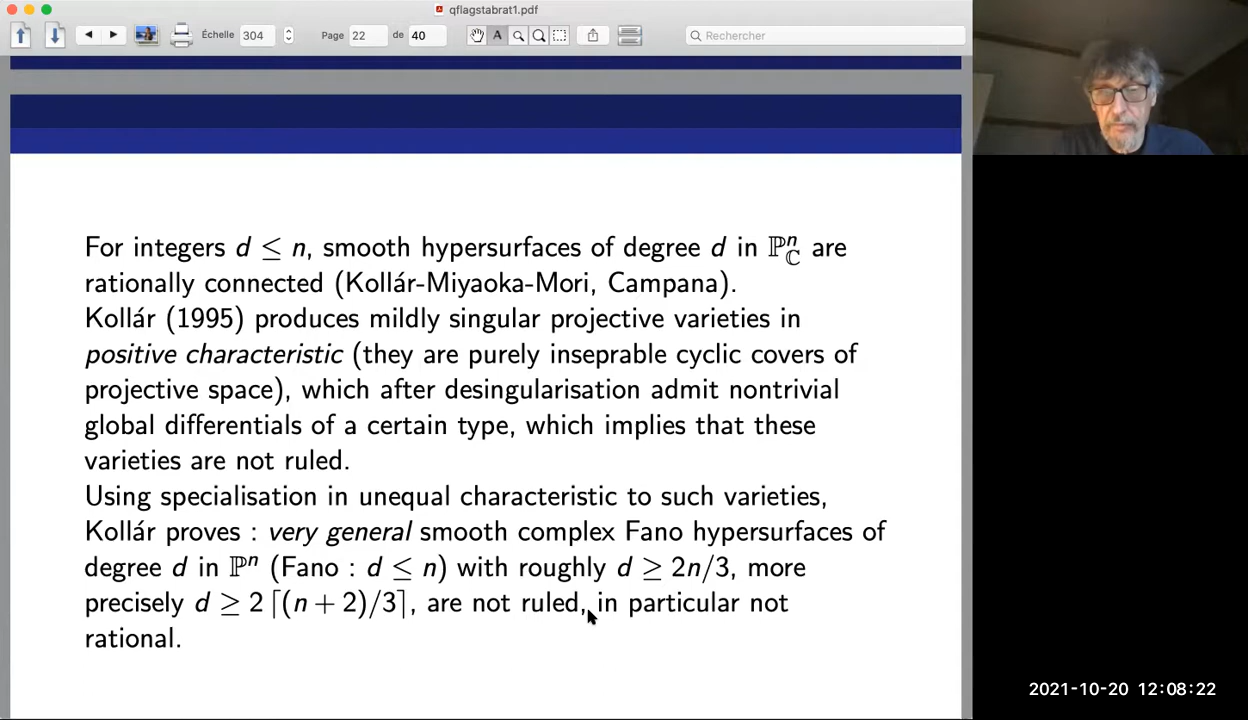 qflagstabrat1.pdf
Échelle 304 Page 22 de 40 A Rechercher
For integers d ≤ n, smooth hypersurfaces of degree d in ℙⁿ_ℂ are
rationally connected (Kollár-Miyaoka-Mori, Campana).
Kollár (1995) produces mildly singular projective varieties in
positive characteristic (they are purely inseprable cyclic covers of
projective space), which after desingularisation admit nontrivial
global differentials of a certain type, which implies that these
varieties are not ruled.
Using specialisation in unequal characteristic to such varieties,
Kollár proves : very general smooth complex Fano hypersurfaces of
degree d in ℙⁿ (Fano : d ≤ n) with roughly d ≥ 2n/3, more
precisely d ≥ 2 ⌈(n + 2)/3⌉, are not ruled, in particular not
rational.
2021-10-20 12:08:22